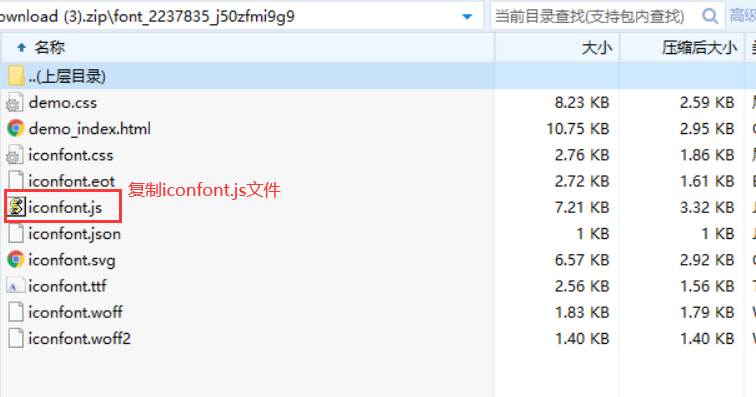 ownload (3).zip\font_2237835_j50zfmi9g9 当前目录查找(支持包内查找) 高级
名称 大小 压缩后大小
..(上层目录)
demo.css 8.23 KB 2.59 KB
demo_index.html 10.75 KB 2.95 KB
iconfont.css 2.76 KB 1.86 KB
iconfont.eot 2.72 KB 1.61 KB
复制iconfont.js文件
iconfont.js 7.21 KB 3.32 KB
iconfont.json 1 KB 1 KB
iconfont.svg 6.57 KB 2.92 KB
iconfont.ttf 2.56 KB 1.56 KB
iconfont.woff 1.83 KB 1.79 KB
iconfont.woff2 1.40 KB 1.40 KB